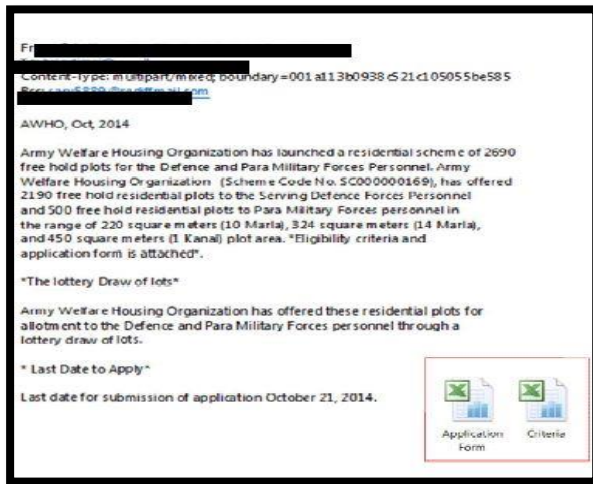 Fr
Content-Type: multipart/mixed; boundary=001a113b0938c521c105055be585
AWHO, Oct, 2014
Army Welfare Housing Organization has launched a residential scheme of 2690
free hold plots for the Defence and Para Military Forces Personnel. Army
Welfare Housing Organization (Scheme Code No. SC000000169), has offered
2190 free hold residential plots to the Serving Defence Forces Personnel
and 500 free hold residential plots to Para Military Forces personnel in
the range of 220 square meters (10 Marla), 324 square meters (14 Marla),
and 450 square meters (1 Kanal) plot area. *Eligibility criteria and
application form is attached*.
*The lottery Draw of lots*
Army Welfare Housing Organization has offered these residential plots for
allotment to the Defence and Para Military Forces personnel through a
lottery draw of lots.
* Last Date to Apply*
Last date for submission of application October 21, 2014.
Application
Form
Criteria